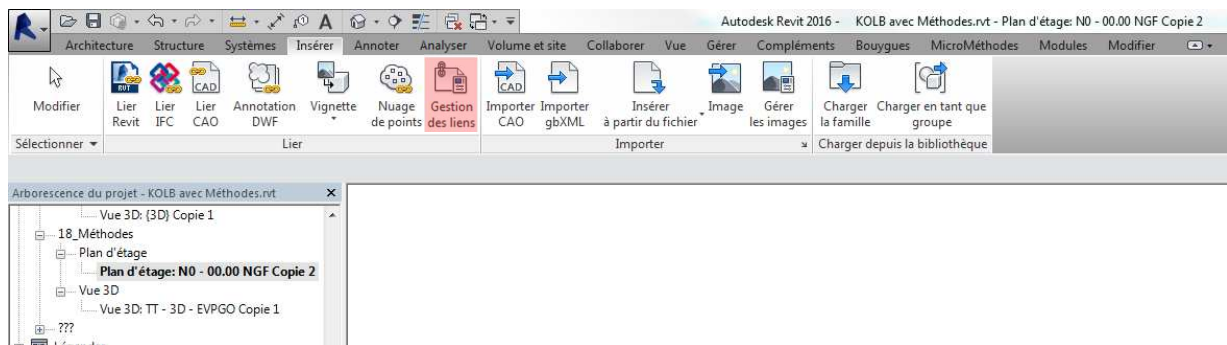 Autodesk Revit 2016 - KOLB avec Méthodes.rvt - Plan d'étage: N0 - 00.00 NGF Copie 2
Architecture Structure Systèmes Insérer Annoter Analyser Volume et site Collaborer Vue Gérer Compléments Bouygues MicroMéthodes Modules Modifier
Modifier Lier Revit Lier IFC Lier CAO Annotation DWF Vignette Nuage de points Gestion des liens Importer CAO Importer gbXML Insérer à partir du fichier Image Gérer les images Charger la famille Charger en tant que groupe
Sélectionner Lier Importer Charger depuis la bibliothèque
Arborescence du projet - KOLB avec Méthodes.rvt
Vue 3D: {3D} Copie 1
18_Méthodes
Plan d'étage
Plan d'étage: N0 - 00.00 NGF Copie 2
Vue 3D
Vue 3D: TT - 3D - EVPGO Copie 1
???